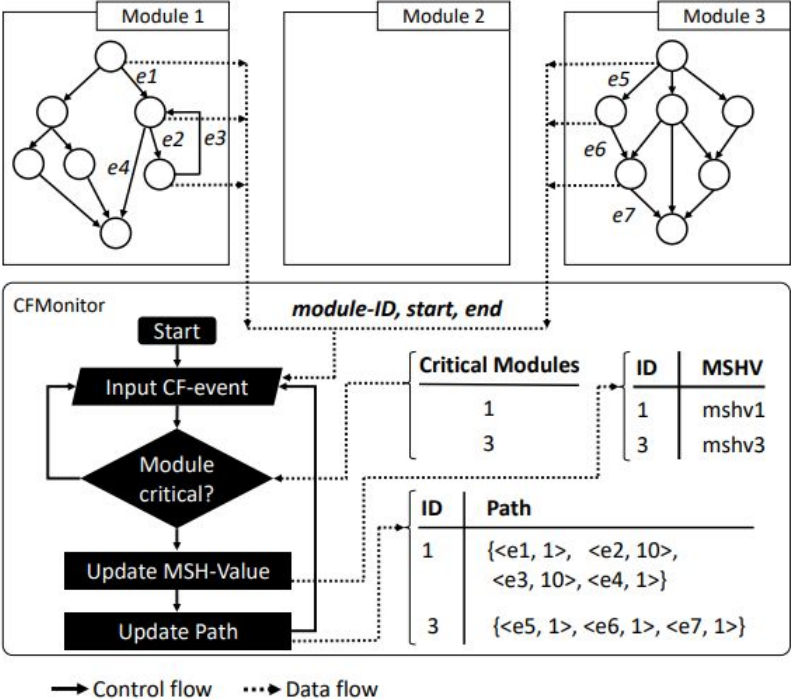 Module 1
Module 2
Module 3
e1
e2
e3
e4
e5
e6
e7
CFMonitor
module-ID, start, end
Start
Input CF-event
Module
critical?
Update MSH-Value
Update Path
Critical Modules
1
3
ID MSHV
1 mshv1
3 mshv3
ID Path
1 {<e1, 1>, <e2, 10>,
<e3, 10>, <e4, 1>}
3 {<e5, 1>, <e6, 1>, <e7, 1>}
Control flow Data flow